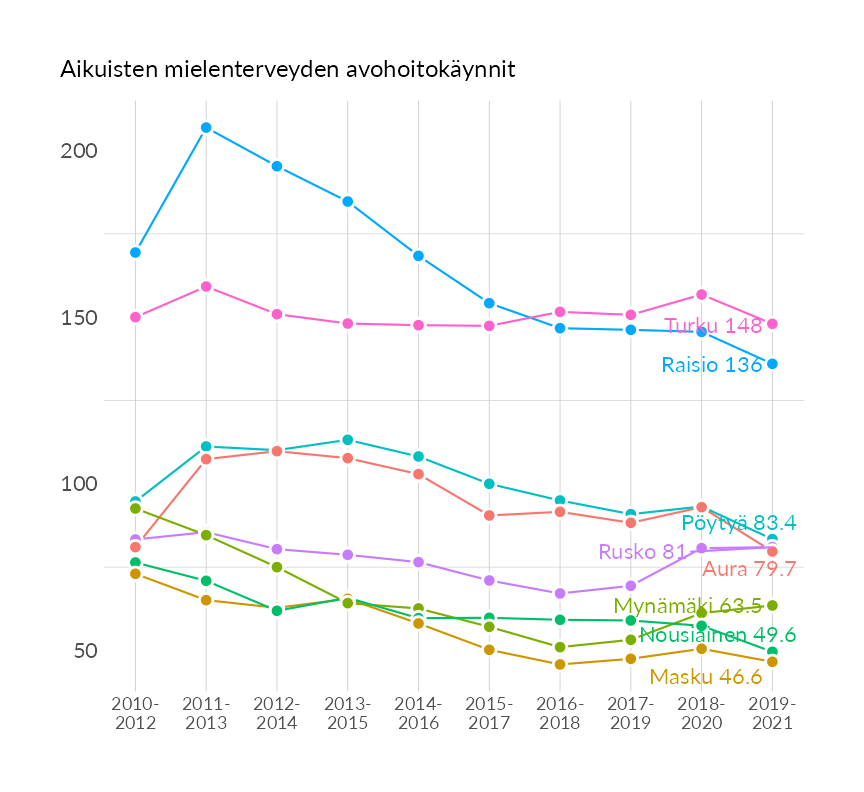 Aikuisten mielenterveyden avohoitokäynnit
200
150
100
50
Turku 148
Raisio 136
Pöytyä 83.4
Rusko 81
Aura 79.7
Mynämäki 63.5
Nousiainen 49.6
Masku 46.6
2010-
2012
2011-
2013
2012-
2014
2013-
2015
2014-
2016
2015-
2017
2016-
2018
2017-
2019
2018-
2020
2019-
2021